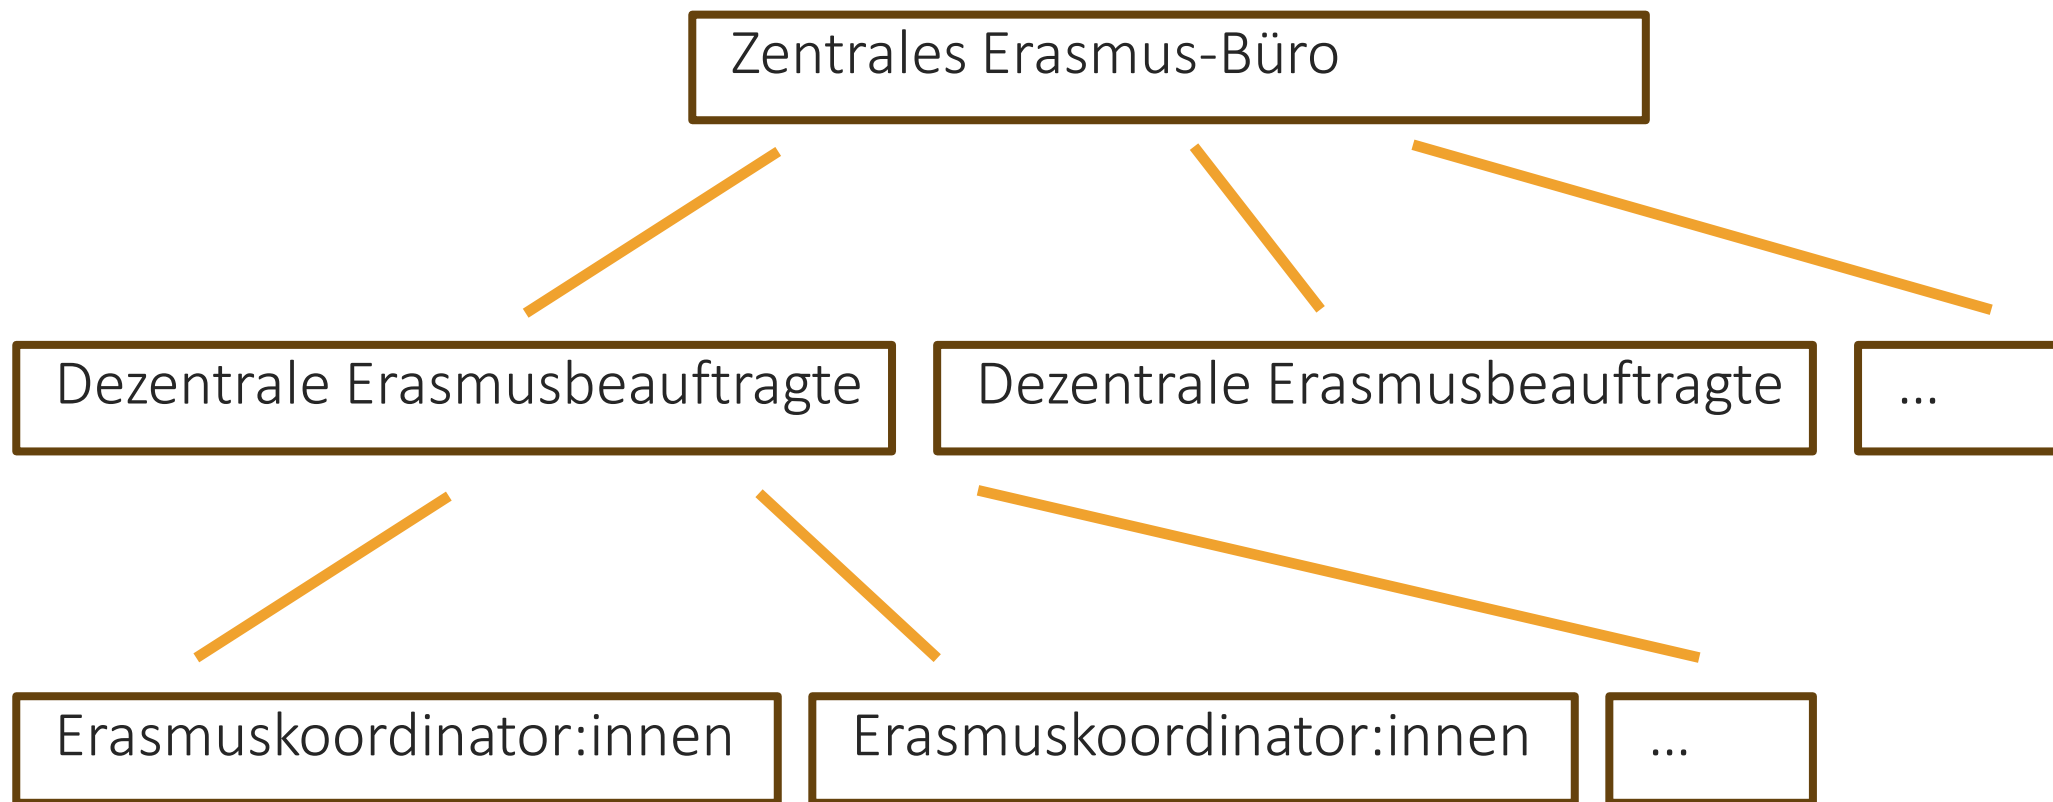 Zentrales Erasmus-Büro
Dezentrale Erasmusbeauftragte
Dezentrale Erasmusbeauftragte
...
Erasmuskoordinator:innen
Erasmuskoordinator:innen
...